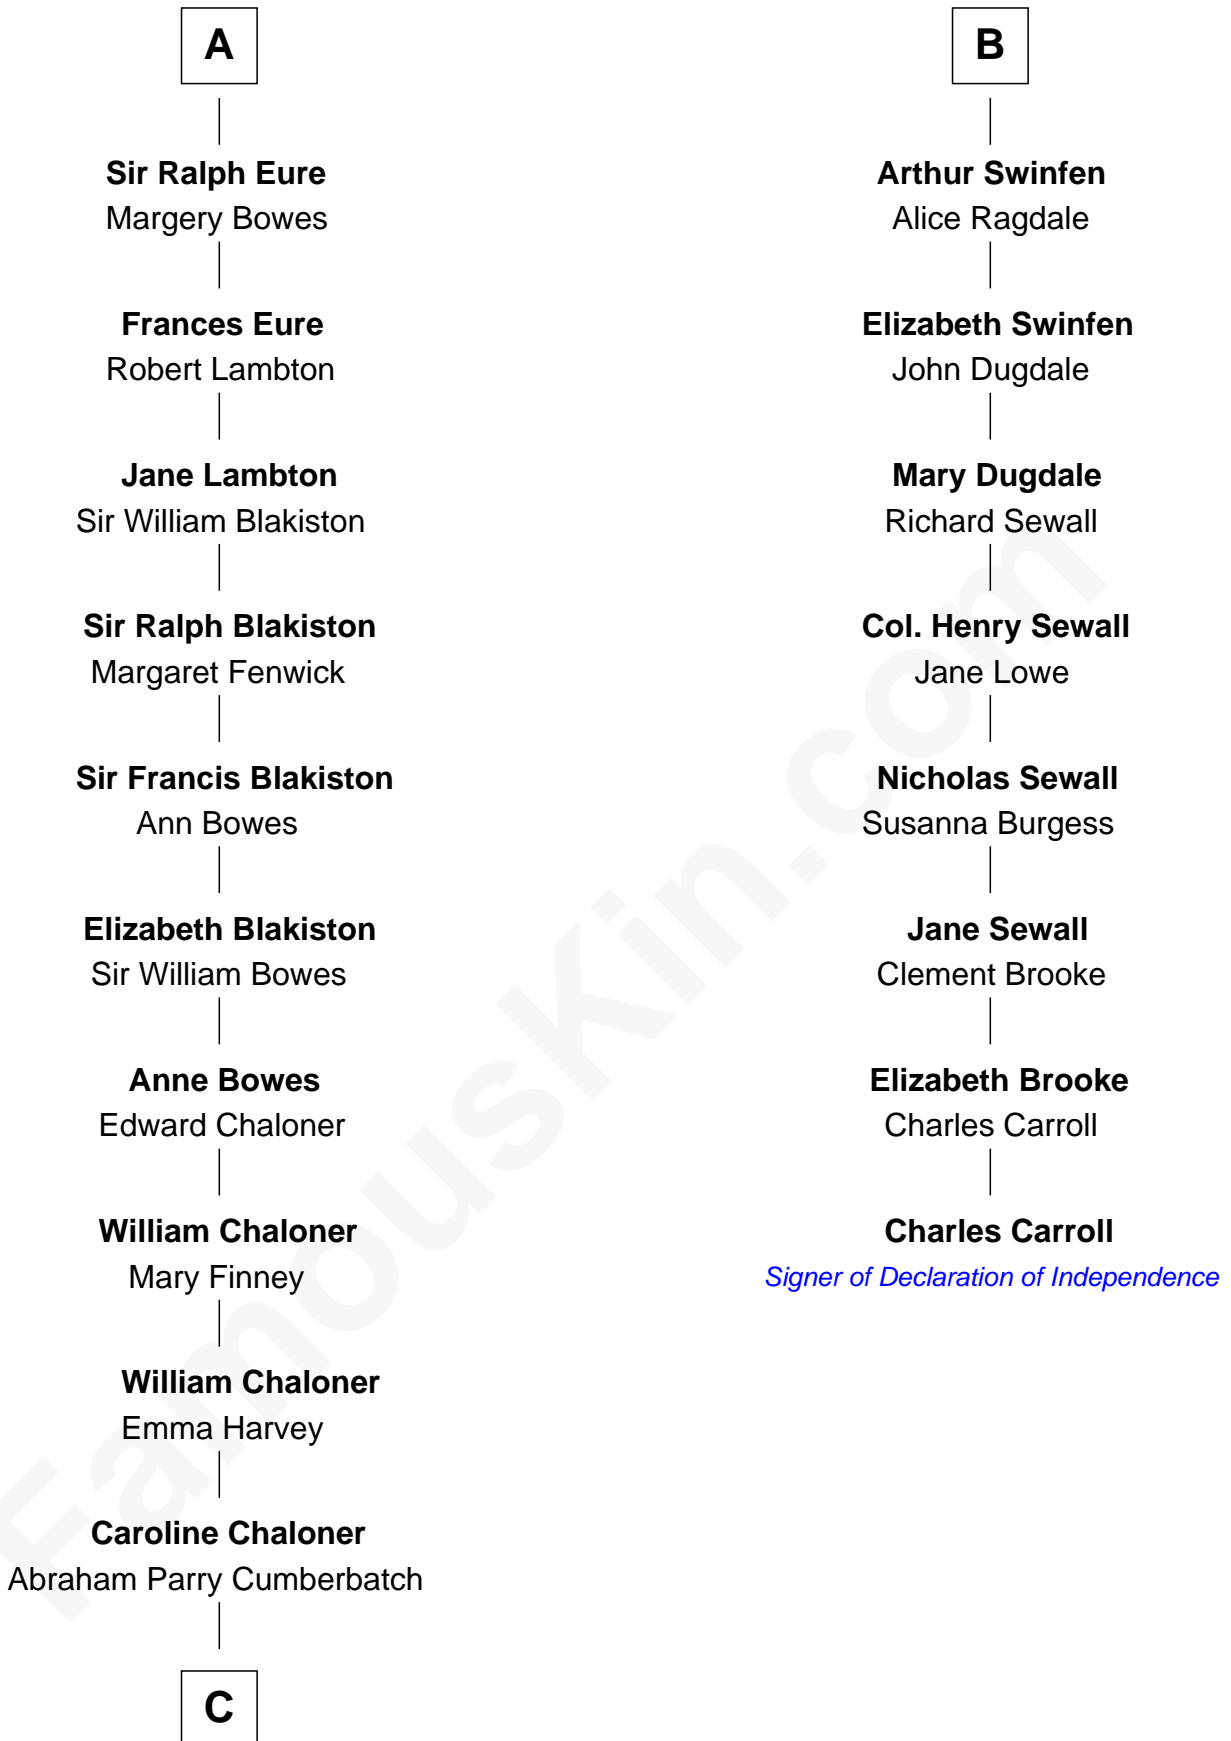 A
Sir Ralph Eure
Margery Bowes
Frances Eure
Robert Lambton
Jane Lambton
Sir William Blakiston
Sir Ralph Blakiston
Margaret Fenwick
Sir Francis Blakiston
Ann Bowes
Elizabeth Blakiston
Sir William Bowes
Anne Bowes
Edward Chaloner
William Chaloner
Mary Finney
William Chaloner
Emma Harvey
Caroline Chaloner
Abraham Parry Cumberbatch
C
B
Arthur Swinfen
Alice Ragdale
Elizabeth Swinfen
John Dugdale
Mary Dugdale
Richard Sewall
Col. Henry Sewall
Jane Lowe
Nicholas Sewall
Susanna Burgess
Jane Sewall
Clement Brooke
Elizabeth Brooke
Charles Carroll
Charles Carroll
Signer of Declaration of Independence
FamousKin.com